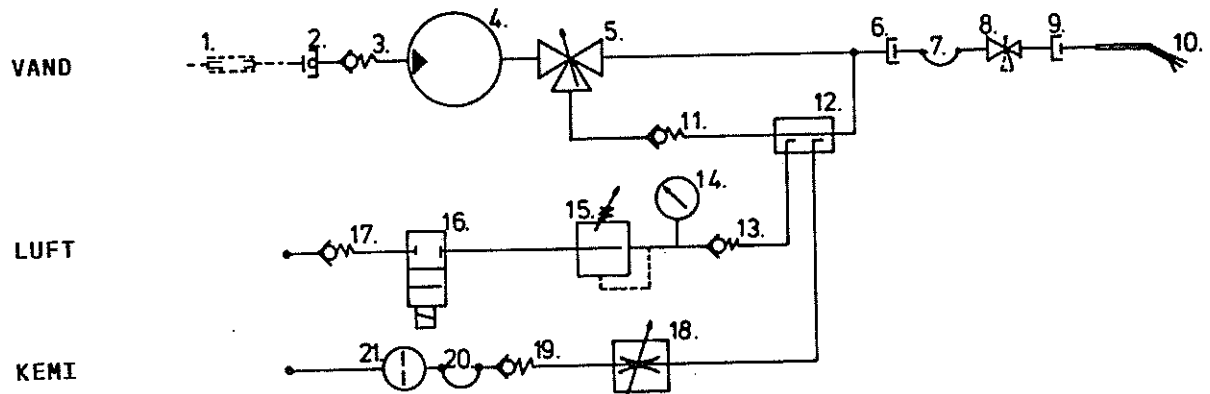 VAND 1. 2. 3. 4. 5. 6. 7. 8. 9. 10.
11. 12.
LUFT 17. 16. 15. 14. 13.
KEMI 21. 20. 19. 18.